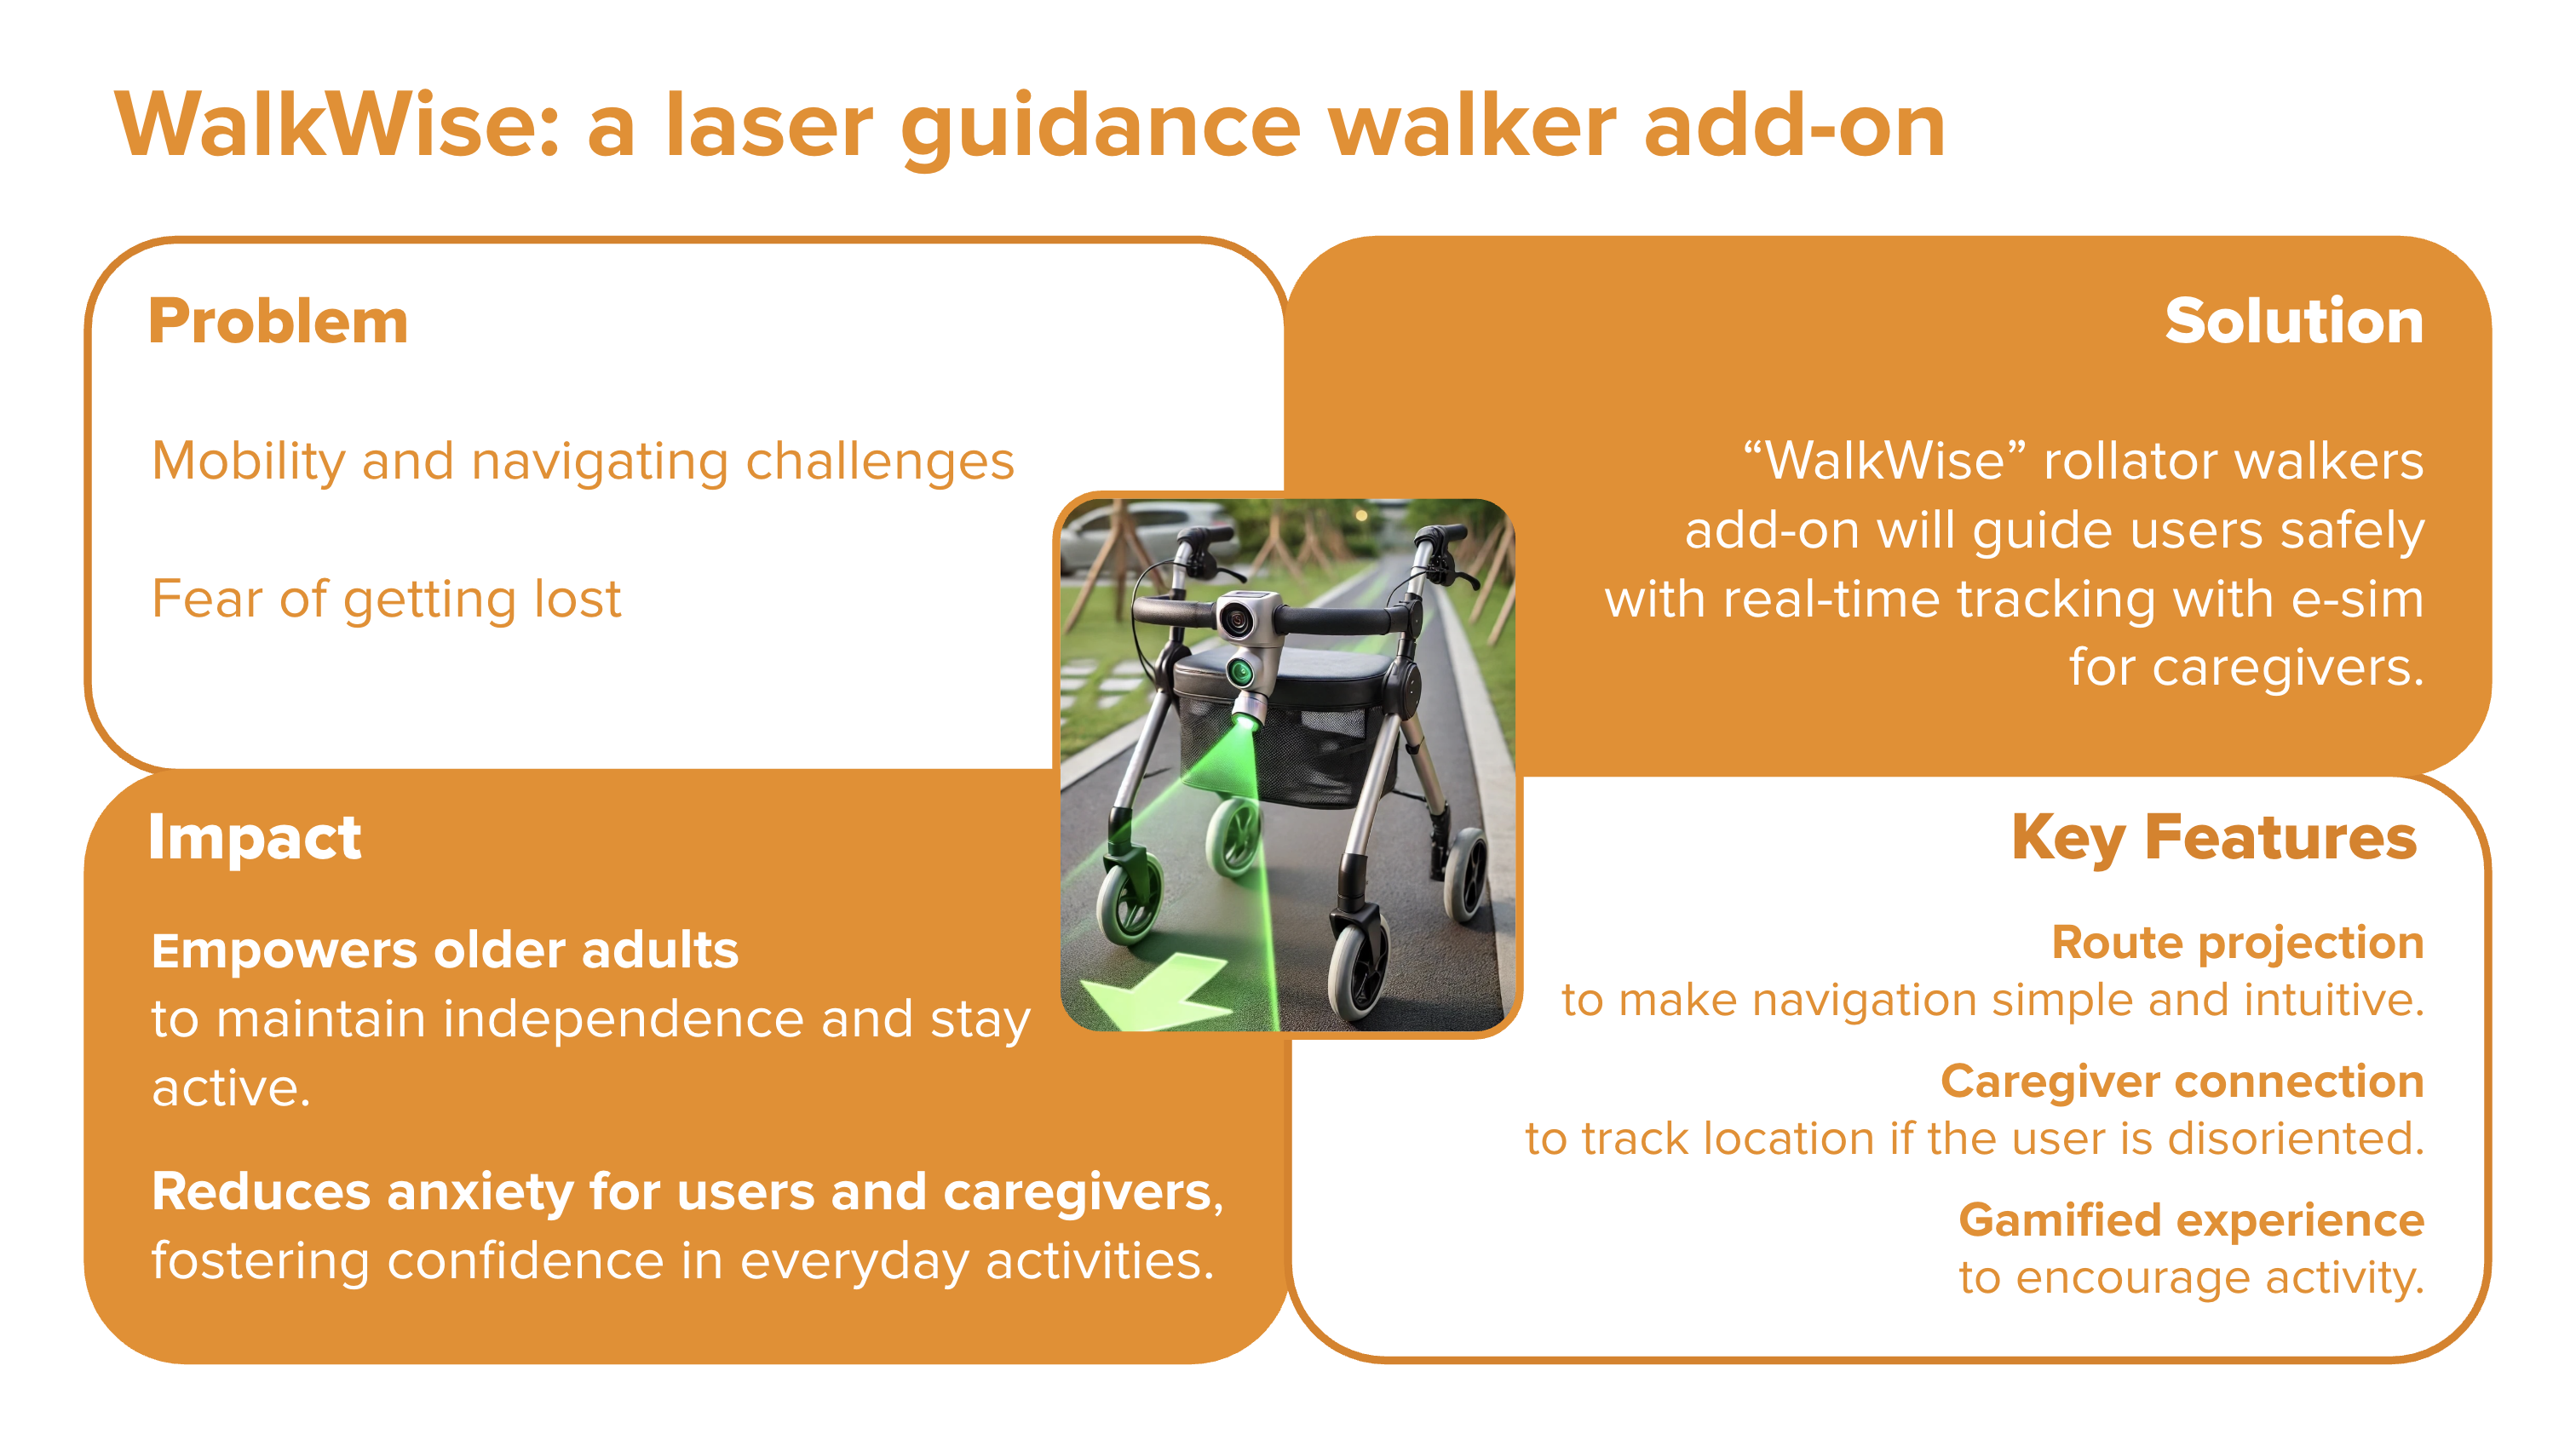 WalkWise: a laser guidance walker add-on
Problem
Mobility and navigating challenges
Fear of getting lost
Solution
“WalkWise” rollator walkers
add-on will guide users safely
with real-time tracking with e-sim
for caregivers.
Impact
Empowers older adults
to maintain independence and stay
active.
Reduces anxiety for users and caregivers,
fostering confidence in everyday activities.
Key Features
Route projection
to make navigation simple and intuitive.
Caregiver connection
to track location if the user is disoriented.
Gamified experience
to encourage activity.